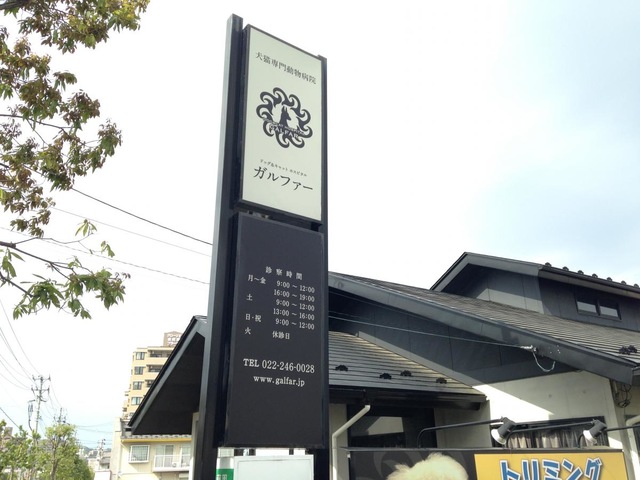 犬猫専門動物病院
ドッグ&キャット ホスピタル
ガルファー
診察時間
月〜金 9:00 〜 12:00
16:00 〜 19:00
土 9:00 〜 12:00
13:00 〜 16:00
日・祝 9:00 〜 12:00
火 休診日
TEL 022-246-0028
www.galfar.jp
トリミング